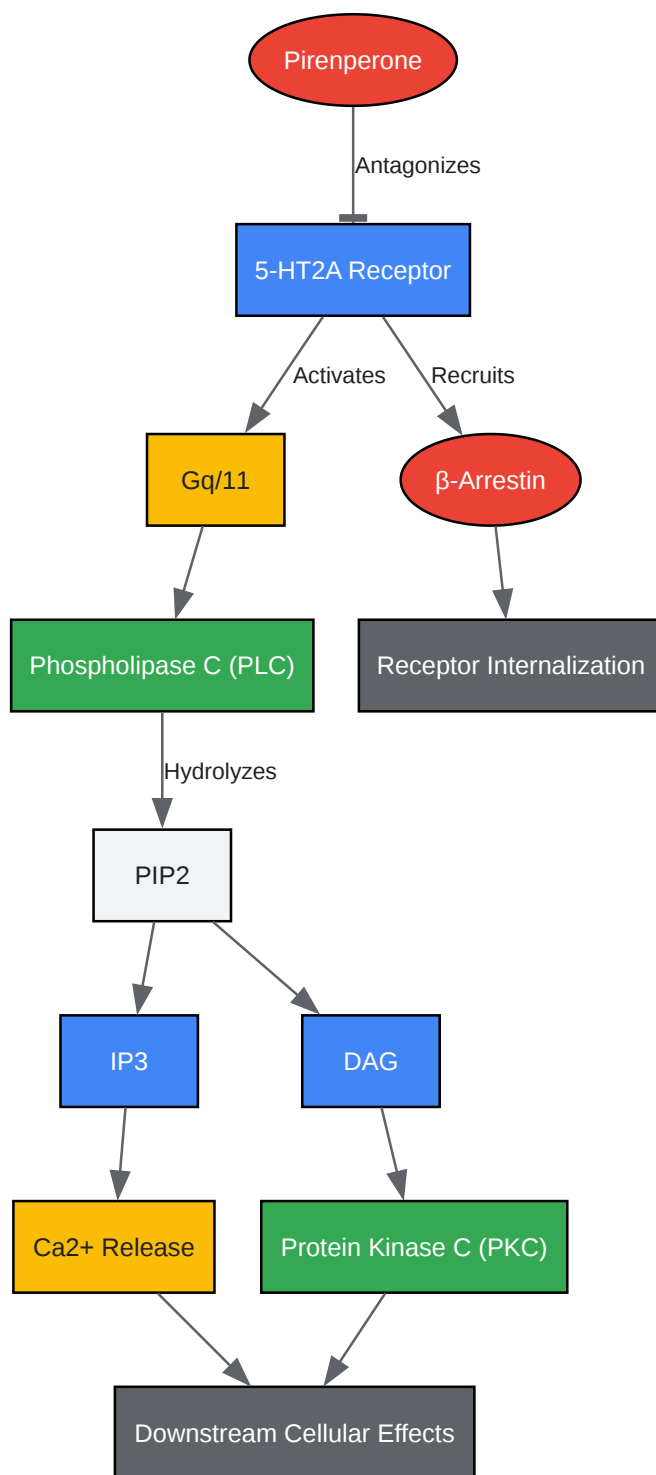 Pirenperone
Antagonizes
5-HT2A Receptor
Activates
Recruits
Gq/11
β-Arrestin
Phospholipase C (PLC)
Receptor Internalization
Hydrolyzes
PIP2
IP3
DAG
Ca2+ Release
Protein Kinase C (PKC)
Downstream Cellular Effects